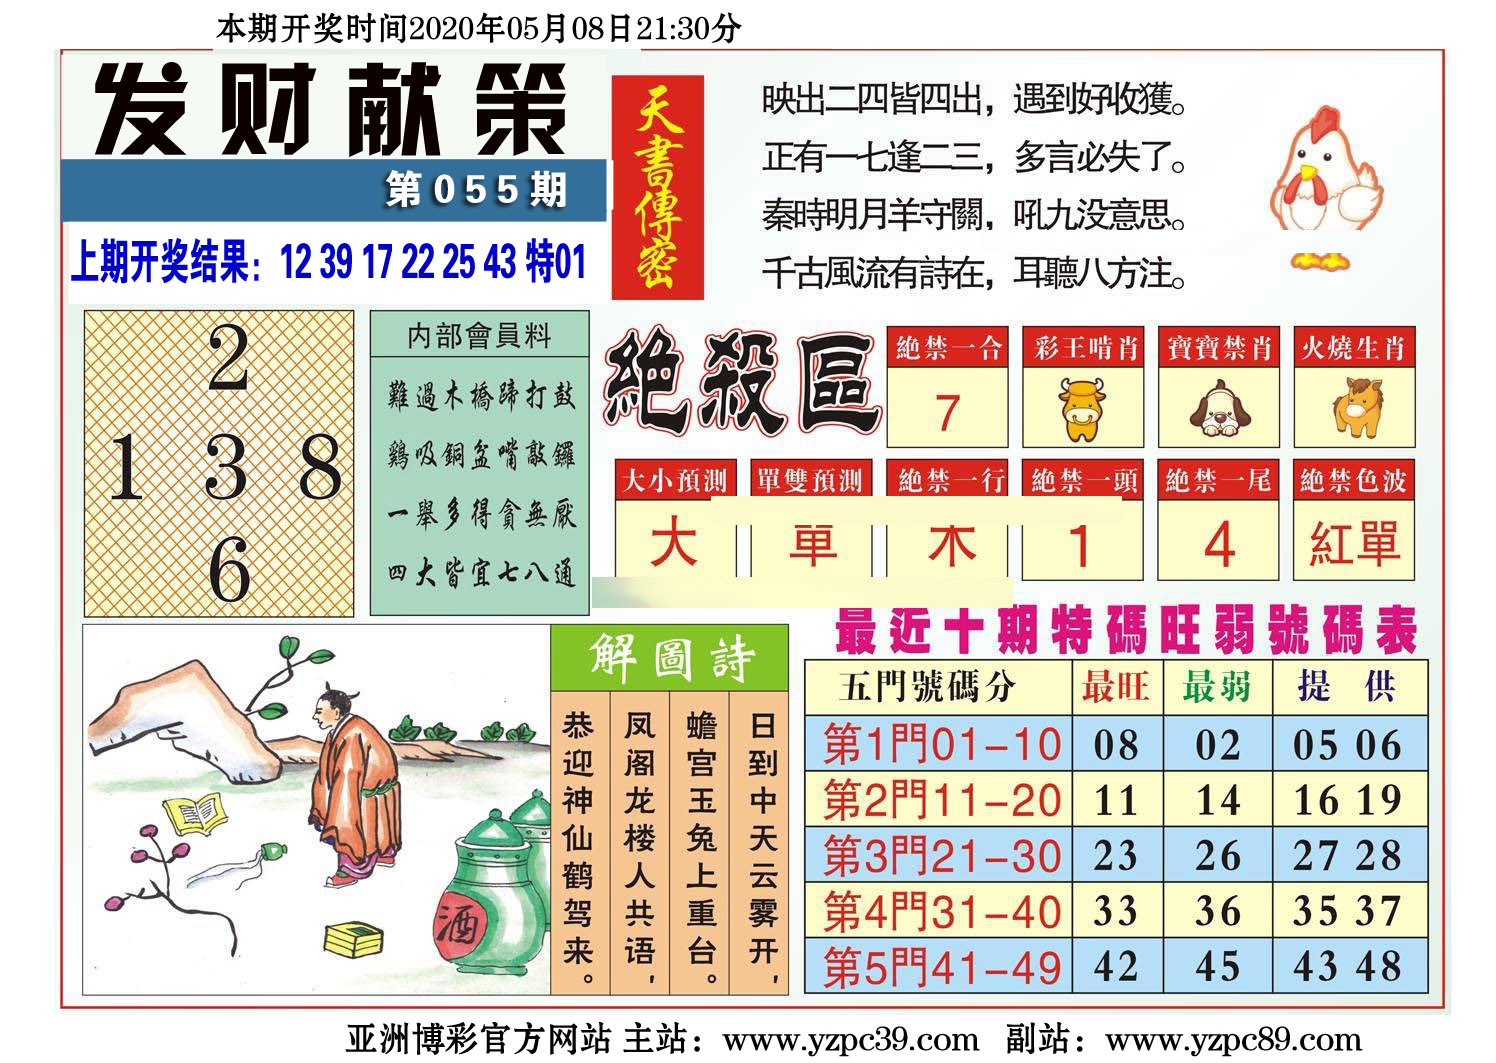 本期开奖时间2020年05月08日21:30分
发财献策
第055期
上期开奖结果：12 39 17 22 25 43 特01
天書傳密
映出二四皆四出，遇到好收獲。
正有一七逢二三，多言必失了。
秦時明月羊守關，吼九没意思。
千古風流有詩在，耳聽八方注。
2
1 3 8
6
内部會員料
難過木橋蹄打鼓
鷄吸銅盆嘴敲鑼
一舉多得貪無厭
四大皆宜七八通
絶殺區
絶禁一合
7
彩王啃肖
寶寶禁肖
火燒生肖
大小預測
大
單雙預測
單
絶禁一行
木
絶禁一頭
1
絶禁一尾
4
絶禁色波
紅單
酒
解圖詩
日到中天云雾开，
蟾宫玉兔上重台。
凤阁龙楼人共语，
恭迎神仙鹤驾来。
最近十期特碼旺弱號碼表
五門號碼分 最旺 最弱 提 供
第1門01-10 08 02 05 06
第2門11-20 11 14 16 19
第3門21-30 23 26 27 28
第4門31-40 33 36 35 37
第5門41-49 42 45 43 48
亚洲博彩官方网站 主站：www.yzpc39.com 副站：www.yzpc89.com